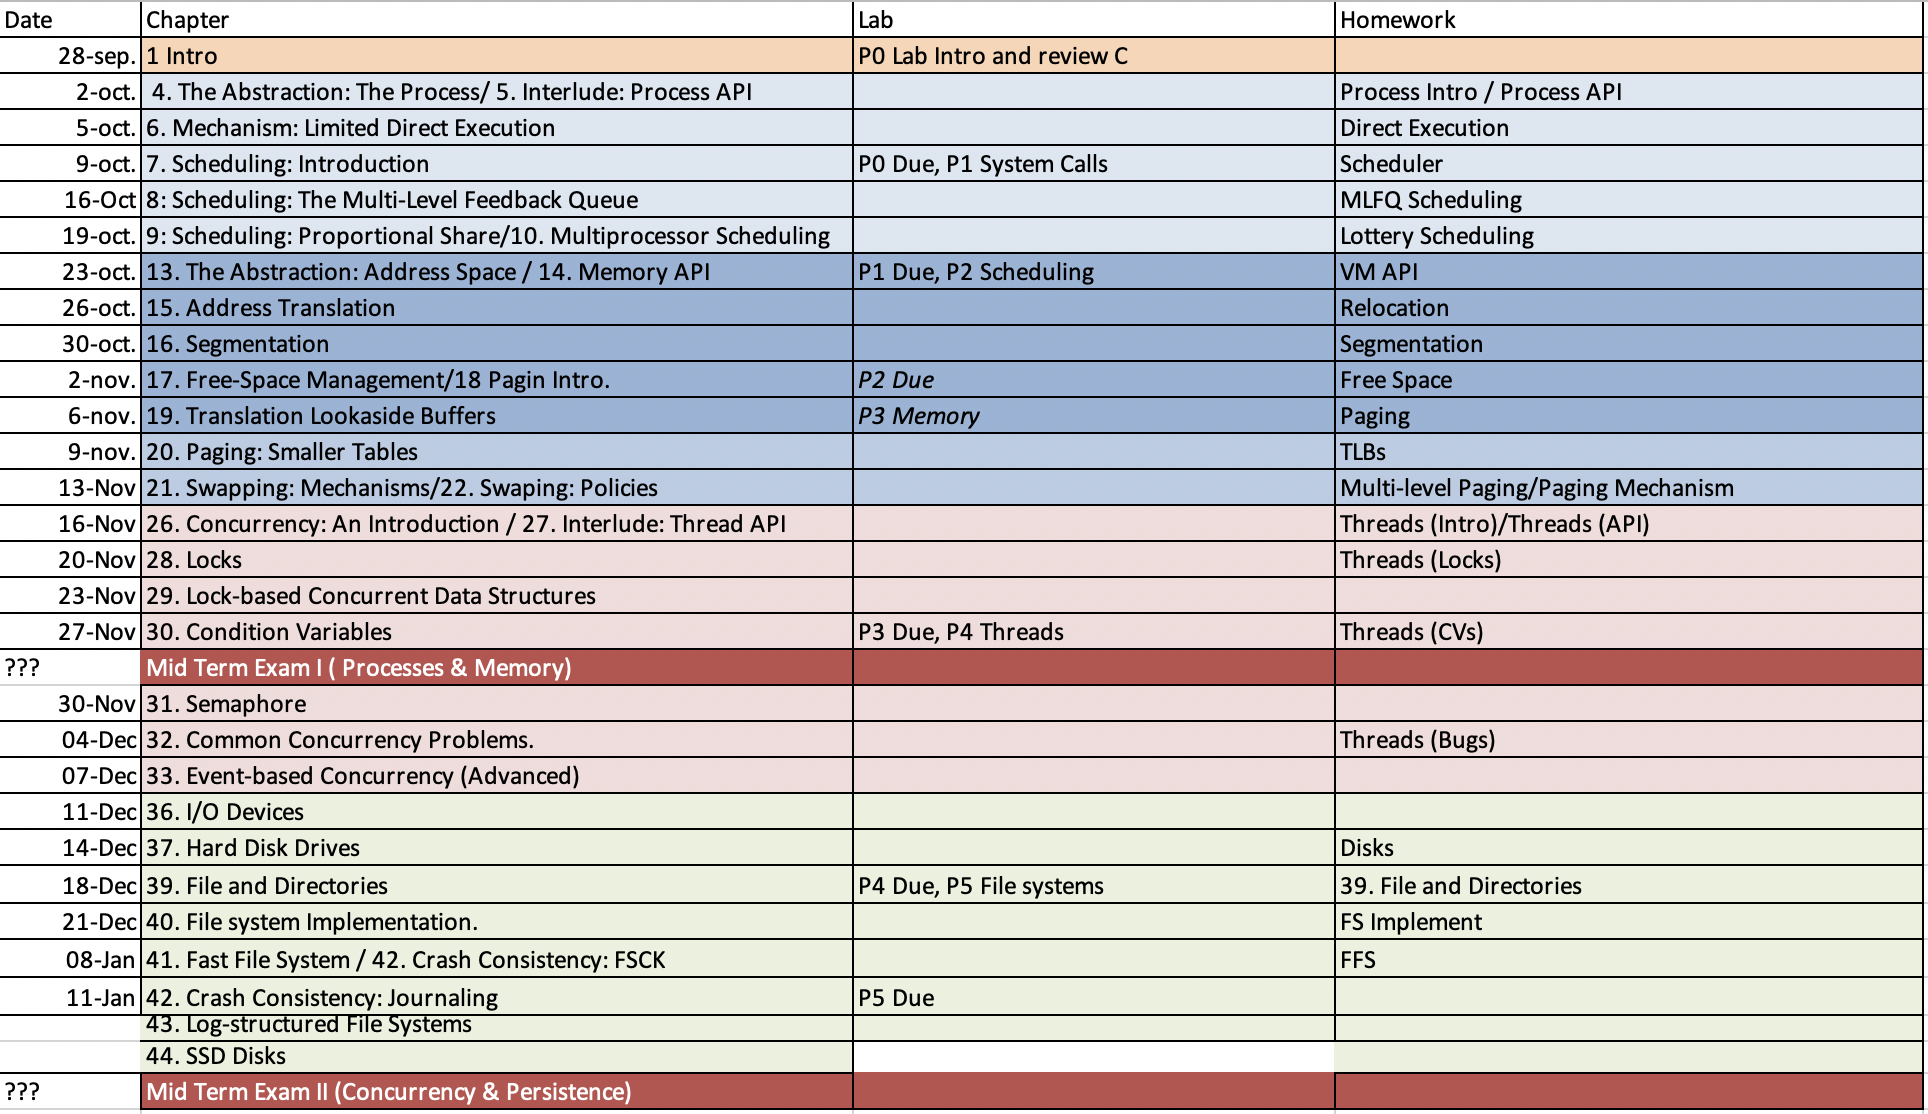 Date Chapter Lab Homework
28-sep. 1 Intro P0 Lab Intro and review C
2-oct. 4. The Abstraction: The Process/ 5. Interlude: Process API Process Intro / Process API
5-oct. 6. Mechanism: Limited Direct Execution Direct Execution
9-oct. 7. Scheduling: Introduction P0 Due, P1 System Calls Scheduler
16-Oct 8: Scheduling: The Multi-Level Feedback Queue MLFQ Scheduling
19-oct. 9: Scheduling: Proportional Share/10. Multiprocessor Scheduling Lottery Scheduling
23-oct. 13. The Abstraction: Address Space / 14. Memory API P1 Due, P2 Scheduling VM API
26-oct. 15. Address Translation Relocation
30-oct. 16. Segmentation Segmentation
2-nov. 17. Free-Space Management/18 Pagin Intro. P2 Due Free Space
6-nov. 19. Translation Lookaside Buffers P3 Memory Paging
9-nov. 20. Paging: Smaller Tables TLBs
13-Nov 21. Swapping: Mechanisms/22. Swaping: Policies Multi-level Paging/Paging Mechanism
16-Nov 26. Concurrency: An Introduction / 27. Interlude: Thread API Threads (Intro)/Threads (API)
20-Nov 28. Locks Threads (Locks)
23-Nov 29. Lock-based Concurrent Data Structures
27-Nov 30. Condition Variables P3 Due, P4 Threads Threads (CVs)
??? Mid Term Exam I ( Processes & Memory)
30-Nov 31. Semaphore
04-Dec 32. Common Concurrency Problems. Threads (Bugs)
07-Dec 33. Event-based Concurrency (Advanced)
11-Dec 36. I/O Devices
14-Dec 37. Hard Disk Drives Disks
18-Dec 39. File and Directories P4 Due, P5 File systems 39. File and Directories
21-Dec 40. File system Implementation. FS Implement
08-Jan 41. Fast File System / 42. Crash Consistency: FSCK FFS
11-Jan 42. Crash Consistency: Journaling P5 Due
43. Log-structured File Systems
44. SSD Disks
??? Mid Term Exam II (Concurrency & Persistence)